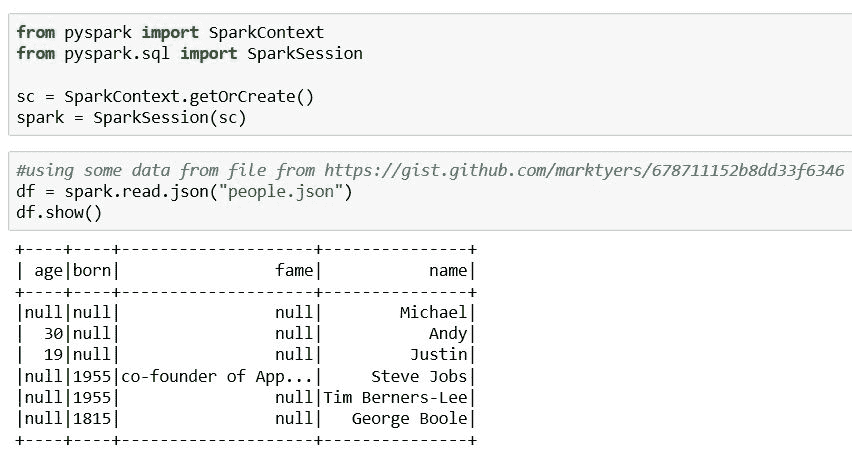 from pyspark import SparkContext
from pyspark.sql import SparkSession
sc = SparkContext.getOrCreate()
spark = SparkSession(sc)
#using some data from file from https://gist.github.com/marktyers/678711152b8dd33f6346
df = spark.read.json("people.json")
df.show()
+----+----+--------------------+---------------+
| age|born|                fame|           name|
+----+----+--------------------+---------------+
|null|null|                null|        Michael|
|  30|null|                null|           Andy|
|  19|null|                null|         Justin|
|null|1955|co-founder of App...|     Steve Jobs|
|null|1955|                null|Tim Berners-Lee|
|null|1815|                null|   George Boole|
+----+----+--------------------+---------------+